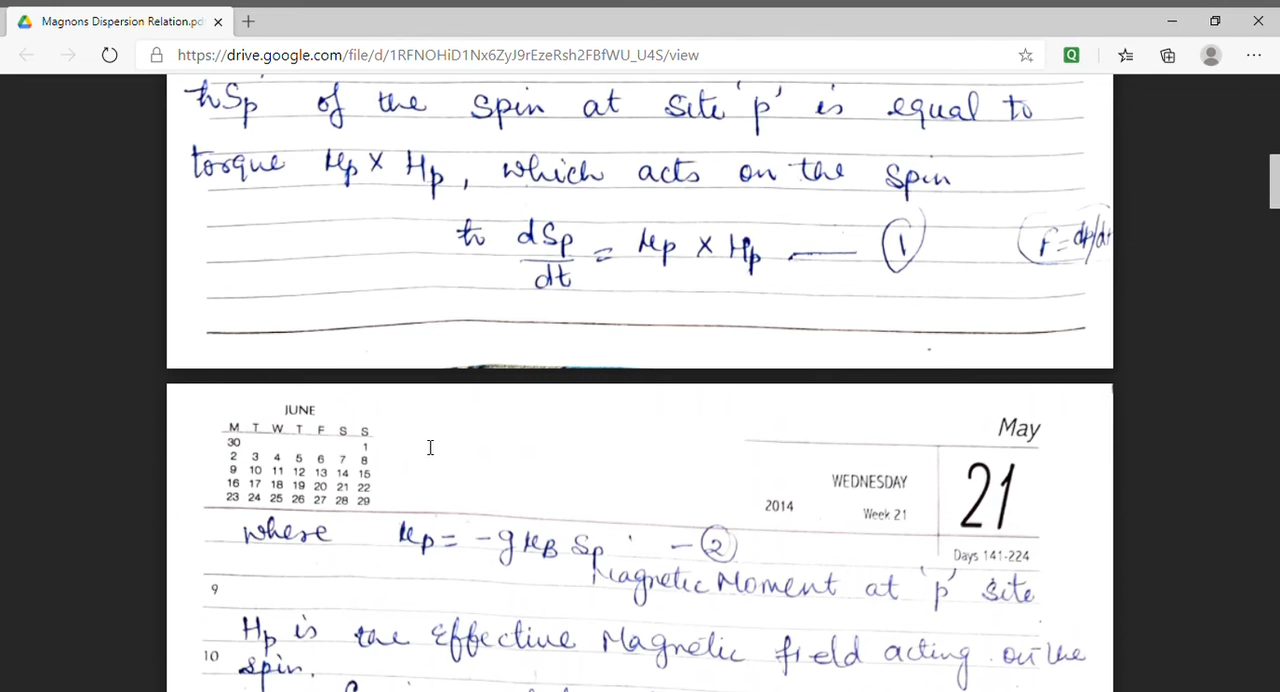 Magnons Dispersion Relation.pd
https://drive.google.com/file/d/1RFNOHiD1Nx6ZyJ9rEzeRsh2FBfWU_U4S/view
ħSp of the spin at site 'p' is equal to
torque μp × Hp, which acts on the spin
ħ dSp/dt = μp × Hp — ①
F = dp/dt
JUNE
M T W T F S S
30 1
2 3 4 5 6 7 8
9 10 11 12 13 14 15
16 17 18 19 20 21 22
23 24 25 26 27 28 29
May
WEDNESDAY 21
2014 Week 21
Days 141-224
where μp = -gμB Sp — ②
Magnetic Moment at 'p' site
9
Hp is the Effective Magnetic field acting on the
10
spin.